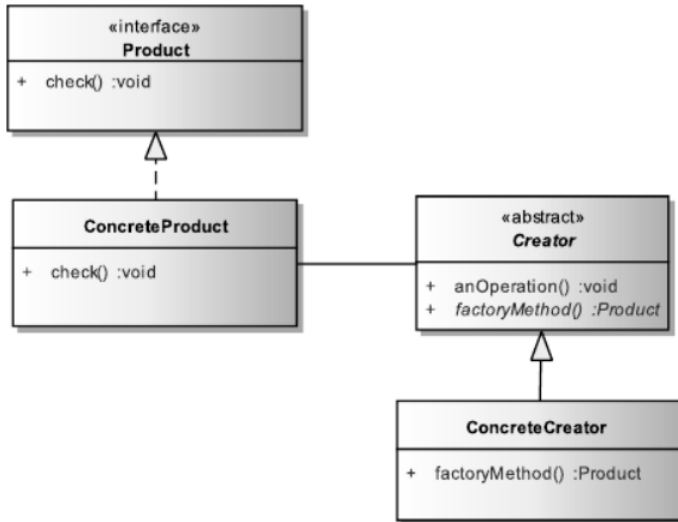 «interface»
Product
+ check() :void
ConcreteProduct
+ check() :void
«abstract»
Creator
+ anOperation() :void
+ factoryMethod() :Product
ConcreteCreator
+ factoryMethod() :Product